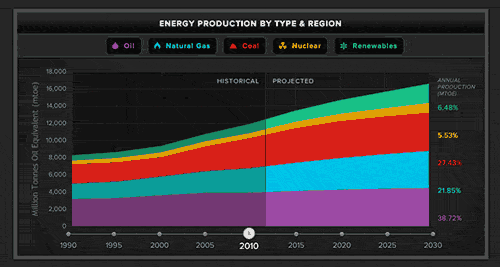 ENERGY PRODUCTION BY TYPE & REGION
Oil Natural Gas Coal Nuclear Renewables
HISTORICAL PROJECTED
ANNUAL
PRODUCTION
(MTOE)
Million Tonnes Oil Equivalent (mtoe)
18,000
16,000
14,000
12,000
10,000
8,000
6,000
4,000
2,000
0
6.48%
5.53%
27.43%
21.85%
38.72%
1990 1995 2000 2005 2010 2015 2020 2025 2030